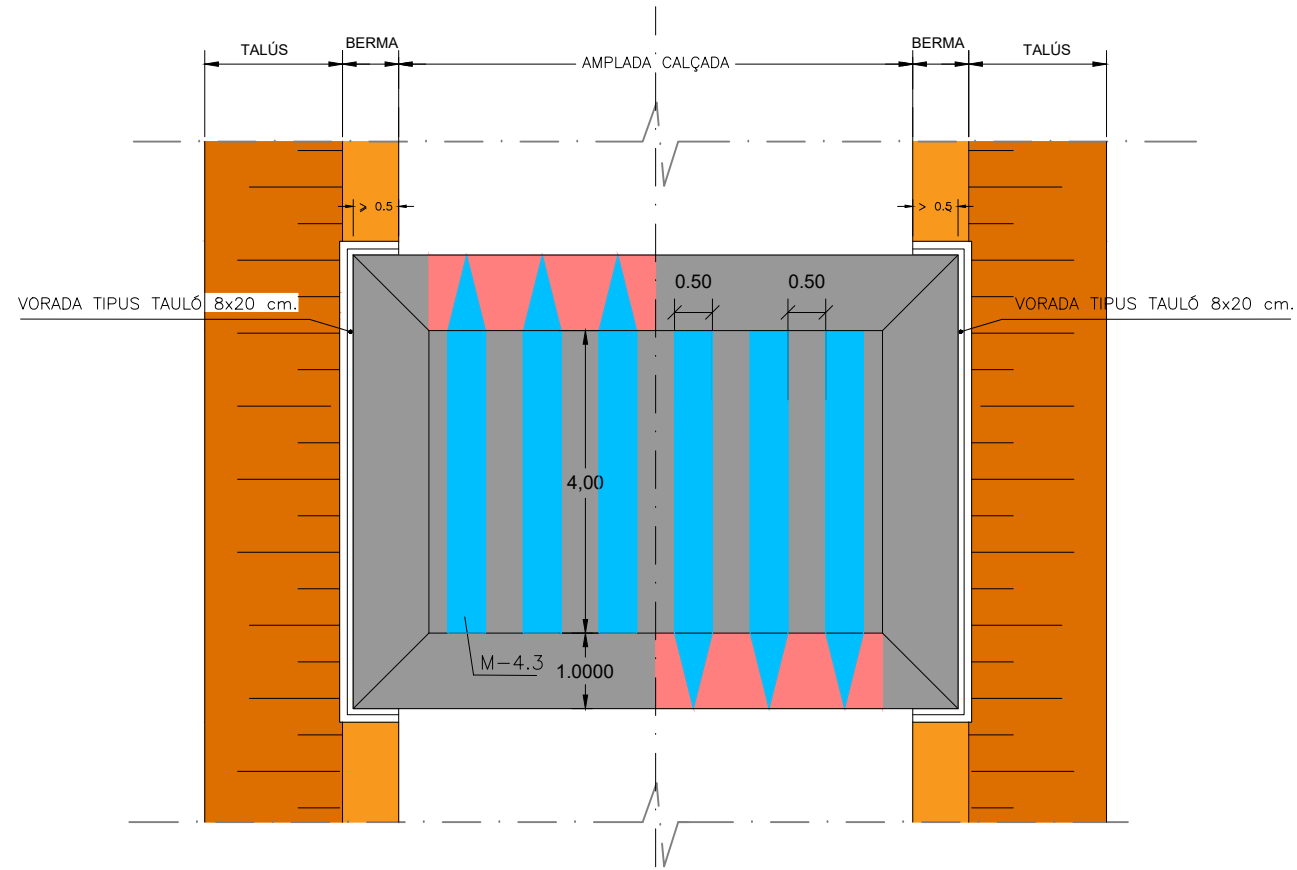 TALÚS
BERMA
AMPLADA CALÇADA
BERMA
TALÚS
> 0.5
> 0.5
0.50
0.50
VORADA TIPUS TAULÓ 8x20 cm.
VORADA TIPUS TAULÓ 8x20 cm.
4,00
M-4.3
1.0000